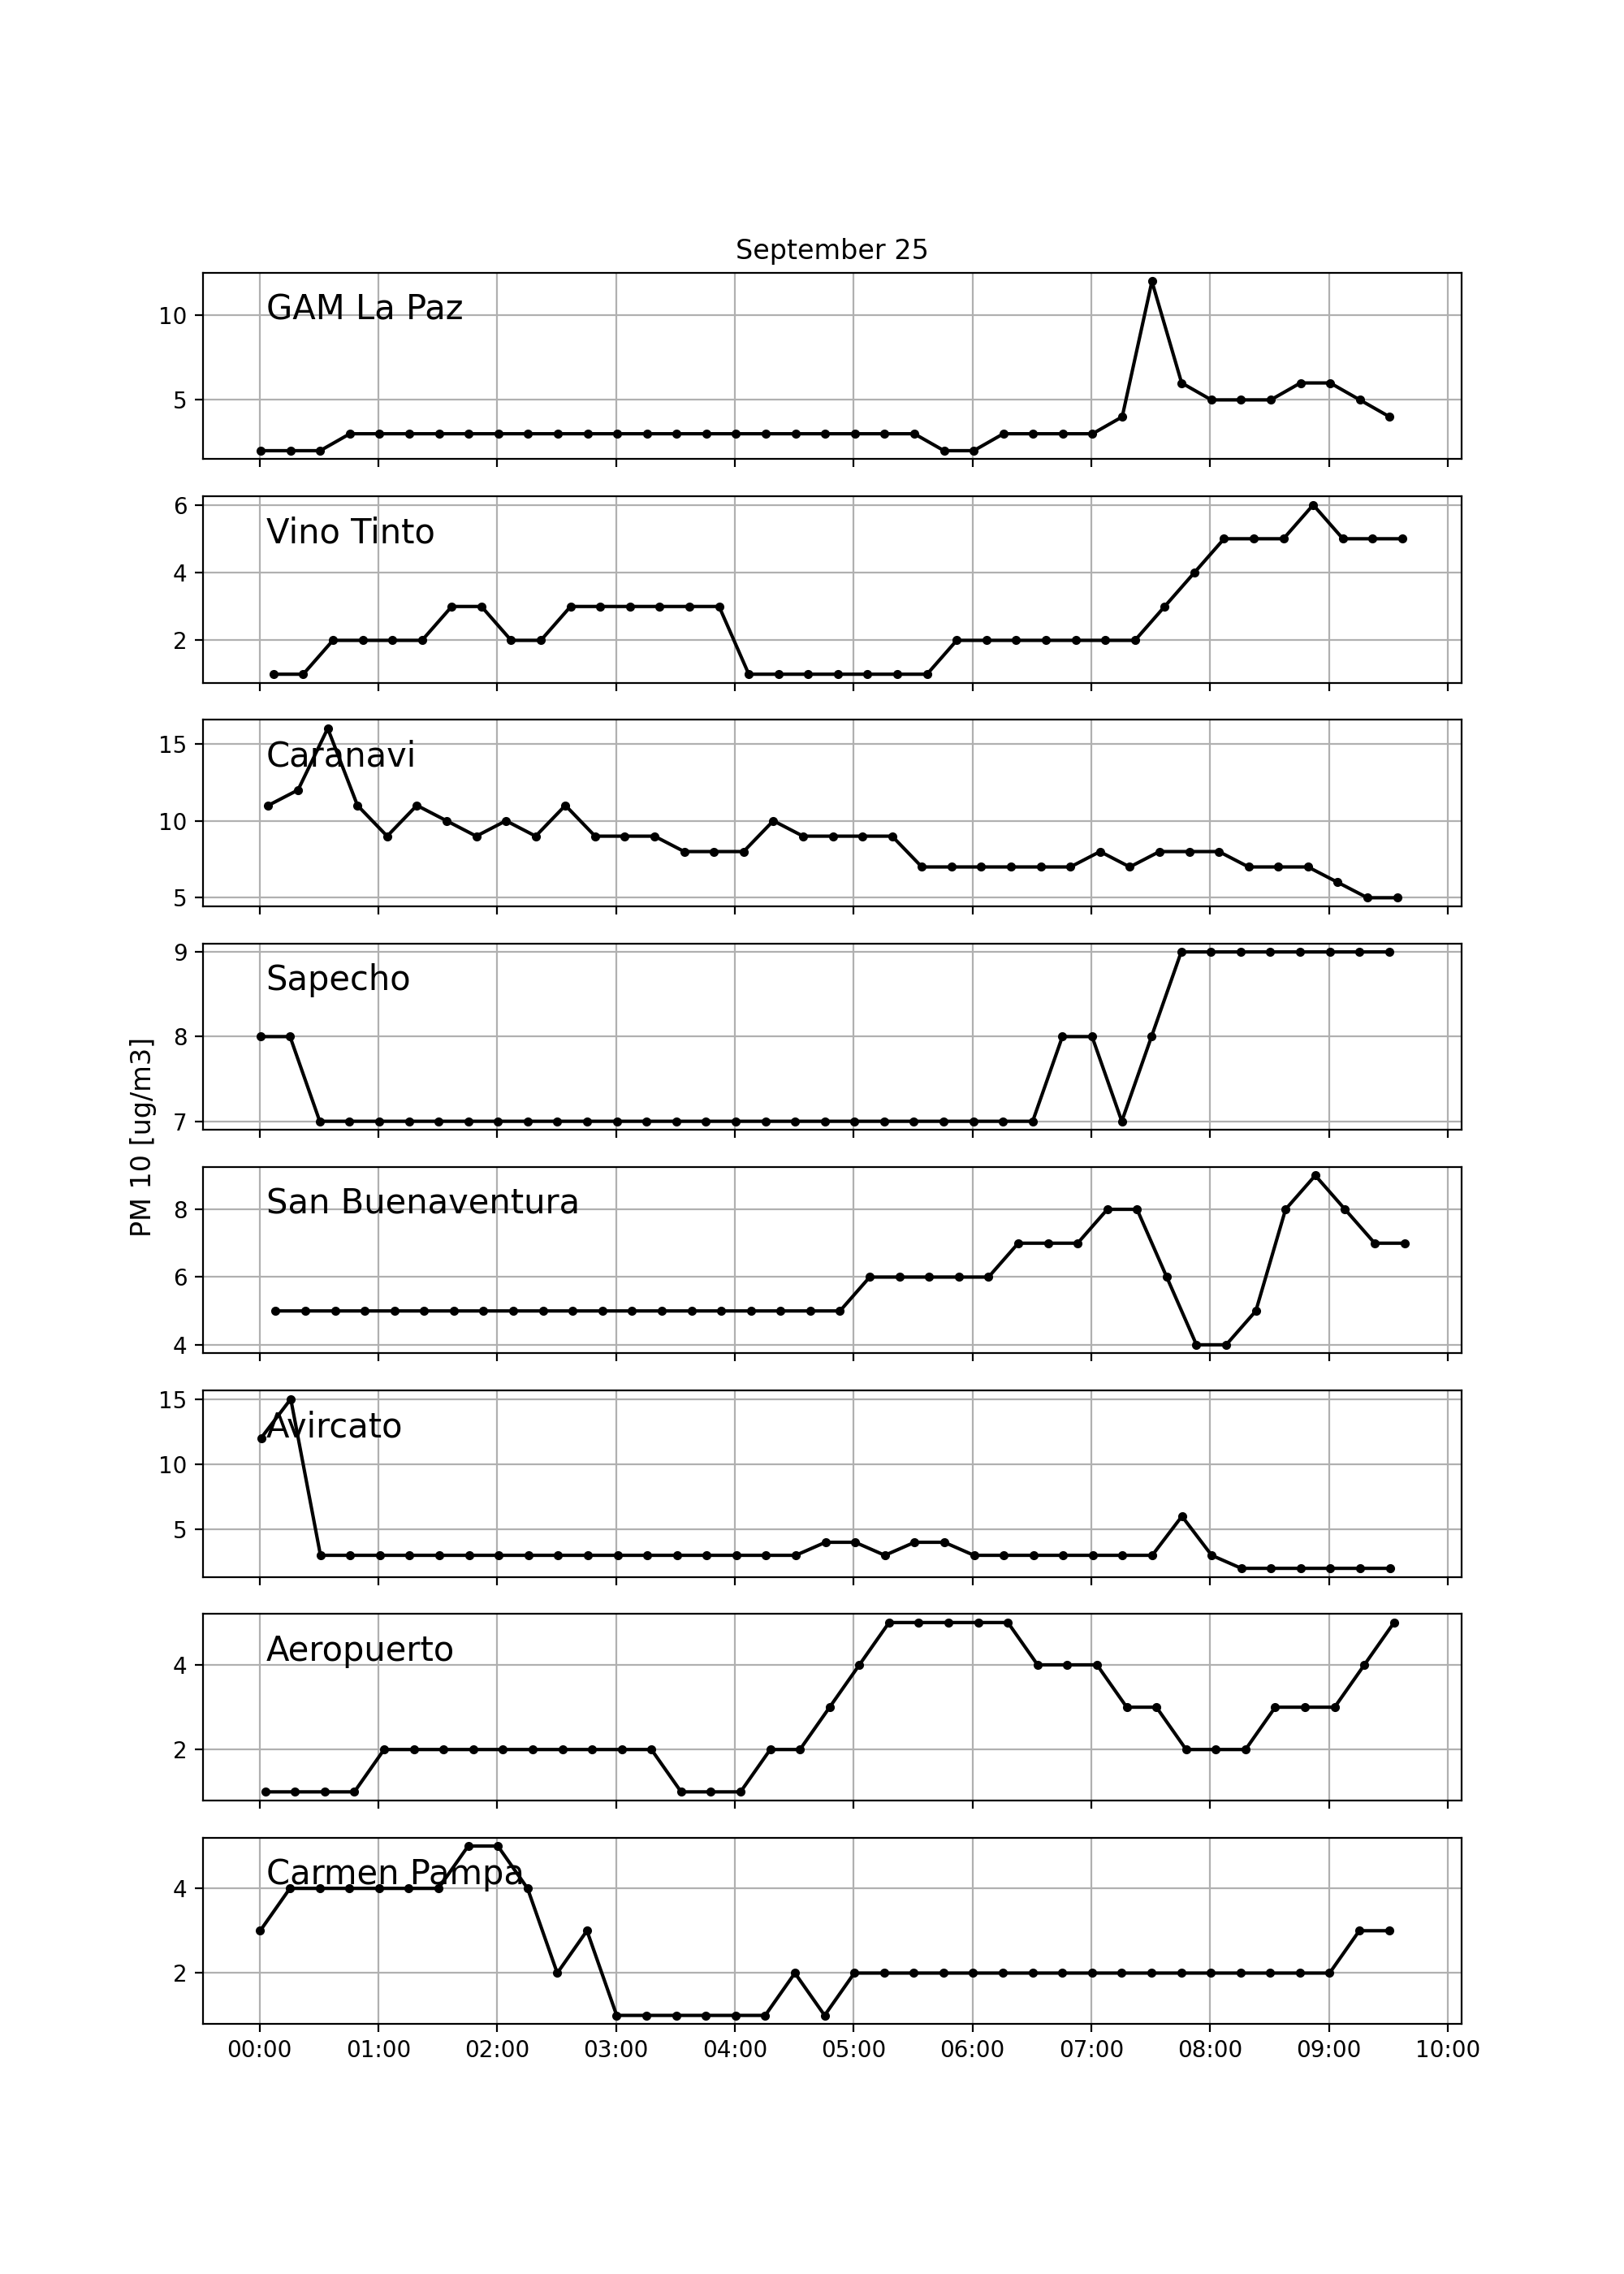 September 25
GAM La Paz
10
5
Vino Tinto
6
4
2
Caranavi
15
10
5
Sapecho
9
8
7
PM 10 [ug/m3]
San Buenaventura
8
6
4
Avircato
15
10
5
Aeropuerto
4
2
Carmen Pampa
4
2
00:00 01:00 02:00 03:00 04:00 05:00 06:00 07:00 08:00 09:00 10:00